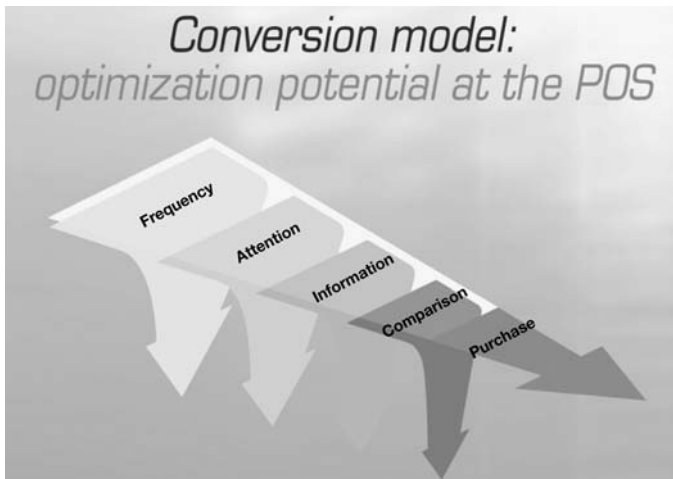 Conversion model:
optimization potential at the POS
Frequency
Attention
Information
Comparison
Purchase